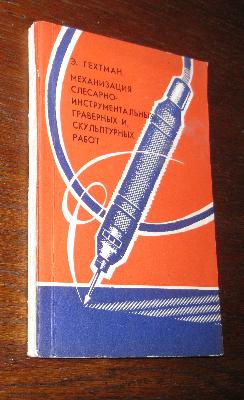 Э. ГЕХТМАН
МЕХАНИЗАЦИЯ
СЛЕСАРНО-
ИНСТРУМЕНТАЛЬНЫХ,
ГРАВЕРНЫХ И
СКУЛЬПТУРНЫХ
РАБОТ